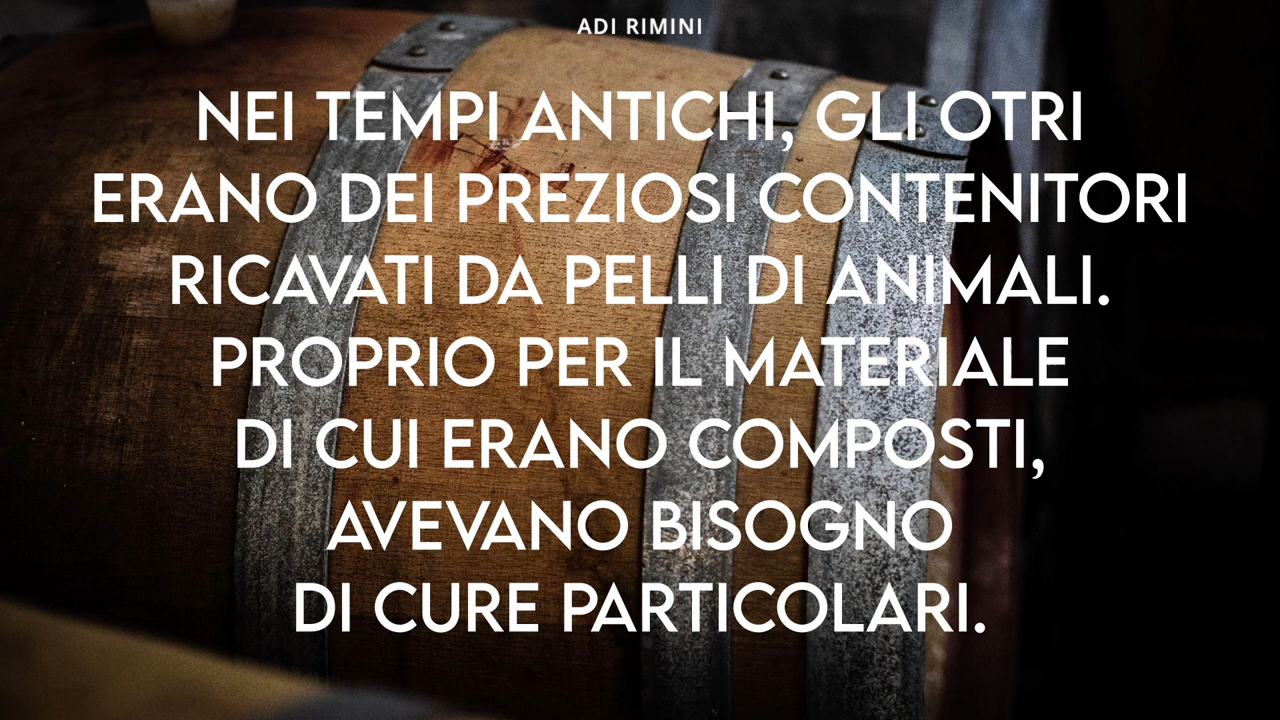 ADI RIMINI
NEI TEMPI ANTICHI, GLI OTRI
ERANO DEI PREZIOSI CONTENITORI
RICAVATI DA PELLI DI ANIMALI.
PROPRIO PER IL MATERIALE
DI CUI ERANO COMPOSTI,
AVEVANO BISOGNO
DI CURE PARTICOLARI.